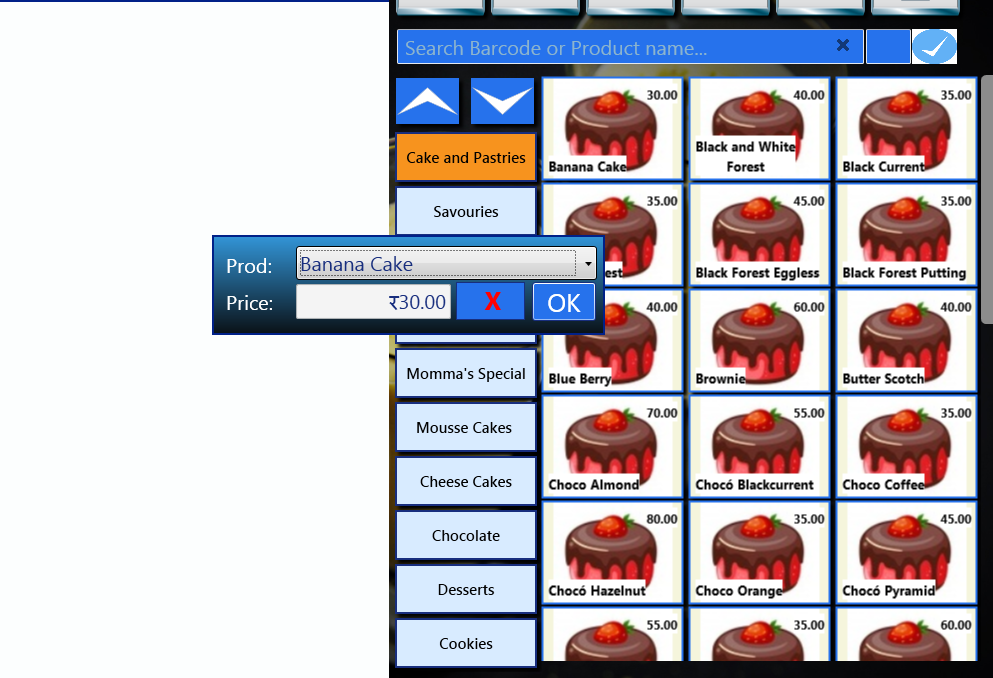 Search Barcode or Product name...
Cake and Pastries
Savouries
Momma's Special
Mousse Cakes
Cheese Cakes
Chocolate
Desserts
Cookies
Prod:
Banana Cake
Price:
₹30.00
X
OK
30.00
Banana Cake
40.00
Black and White
Forest
35.00
Black Current
35.00
45.00
Black Forest Eggless
35.00
Black Forest Putting
40.00
Blue Berry
60.00
Brownie
40.00
Butter Scotch
70.00
Choco Almond
55.00
Chocó Blackcurrent
35.00
Choco Coffee
80.00
Chocó Hazelnut
35.00
Choco Orange
45.00
Chocó Pyramid
55.00
35.00
60.00